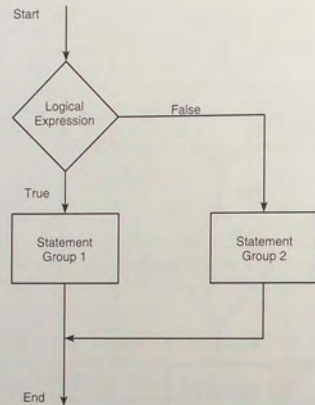 Start
Logical
Expression
False
True
Statement
Group 1
Statement
Group 2
End